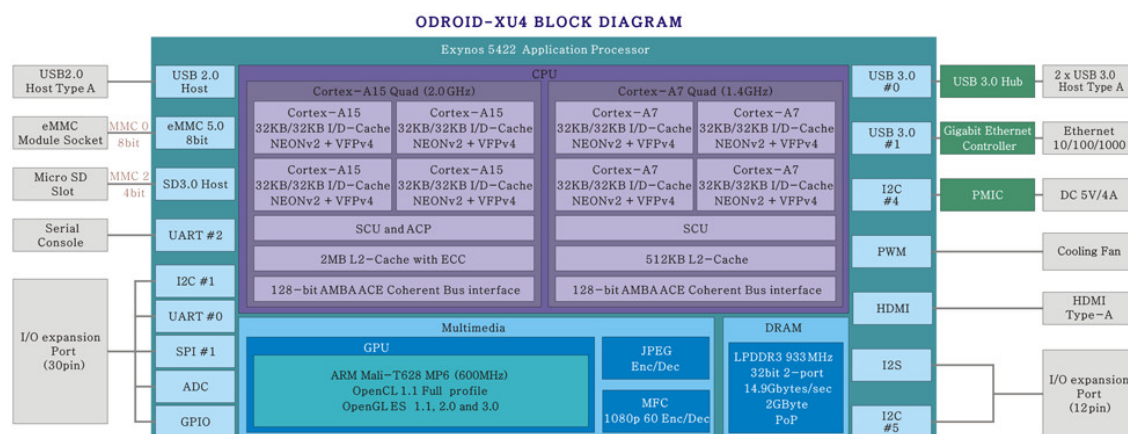 ODROID-XU4 BLOCK DIAGRAM
Exynos 5422 Application Processor
USB2.0
Host Type A
eMMC
Module Socket
MMC 0
8bit
Micro SD
Slot
MMC 2
4bit
Serial
Console
I/O expansion
Port
(30pin)
USB 2.0
Host
eMMC 5.0
8bit
SD3.0 Host
UART #2
I2C #1
UART #0
SPI #1
ADC
GPIO
CPU
Cortex-A15 Quad (2.0GHz)
Cortex-A15
32KB/32KB I/D-Cache
NEONv2 + VFPv4
Cortex-A15
32KB/32KB I/D-Cache
NEONv2 + VFPv4
Cortex-A15
32KB/32KB I/D-Cache
NEONv2 + VFPv4
Cortex-A15
32KB/32KB I/D-Cache
NEONv2 + VFPv4
SCU and ACP
2MB L2-Cache with ECC
128-bit AMBA ACE Coherent Bus interface
Cortex-A7 Quad (1.4GHz)
Cortex-A7
32KB/32KB I/D-Cache
NEONv2 + VFPv4
Cortex-A7
32KB/32KB I/D-Cache
NEONv2 + VFPv4
Cortex-A7
32KB/32KB I/D-Cache
NEONv2 + VFPv4
Cortex-A7
32KB/32KB I/D-Cache
NEONv2 + VFPv4
SCU
512KB L2-Cache
128-bit AMBA ACE Coherent Bus interface
Multimedia
GPU
ARM Mali-T628 MP6 (600MHz)
OpenCL 1.1 Full profile
OpenGL ES 1.1, 2.0 and 3.0
JPEG
Enc/Dec
MFC
1080p 60 Enc/Dec
DRAM
LPDDR3 933MHz
32bit 2-port
14.9Gbytes/sec
2GByte
PoP
USB 3.0
#0
USB 3.0
#1
I2C
#4
PWM
HDMI
I2S
I2C
#5
USB 3.0 Hub
Gigabit Ethernet
Controller
PMIC
2 x USB 3.0
Host Type A
Ethernet
10/100/1000
DC 5V/4A
Cooling Fan
HDMI
Type-A
I/O expansion
Port
(12pin)